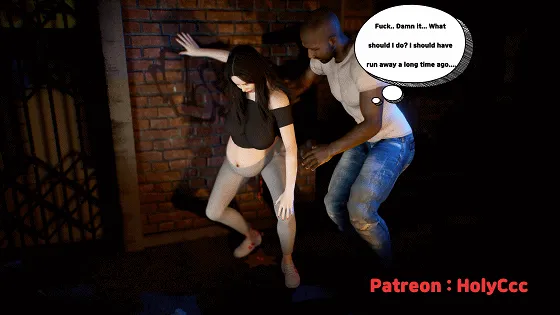 Fuck.. Damn it... What
should I do? I should have
run away a long time ago....
Patreon : HolyCcc